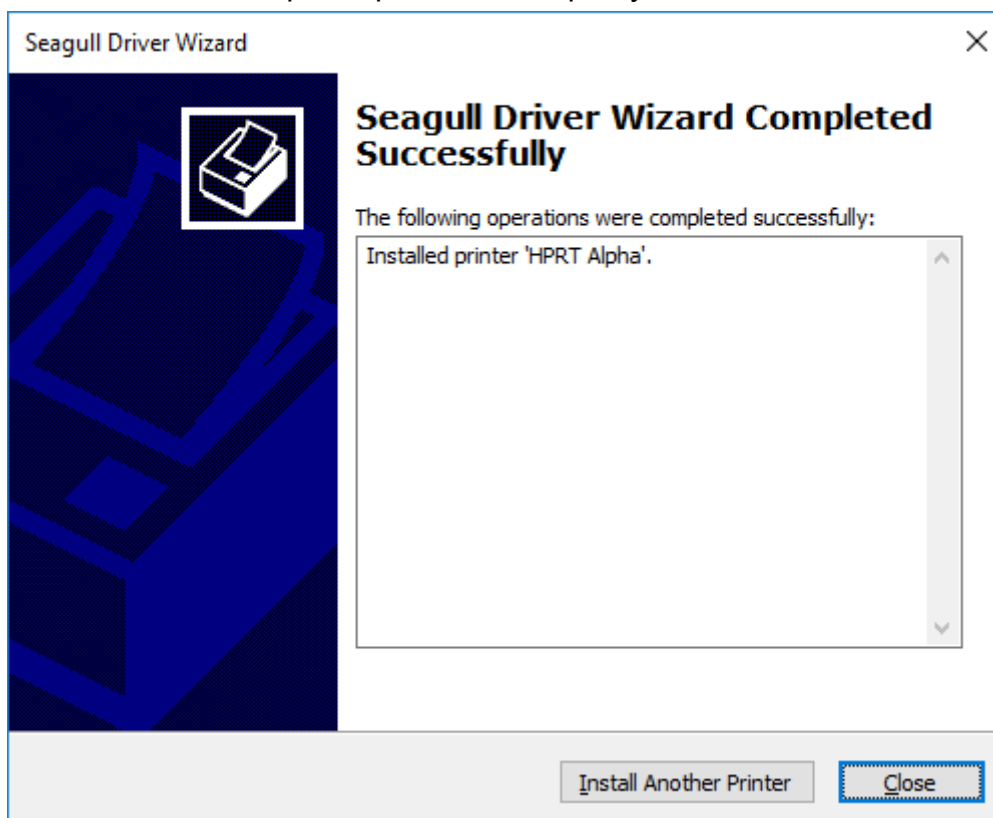 Seagull Driver Wizard
Seagull Driver Wizard Completed
Successfully
The following operations were completed successfully:
Installed printer 'HPRT Alpha'.
Install Another Printer
Close